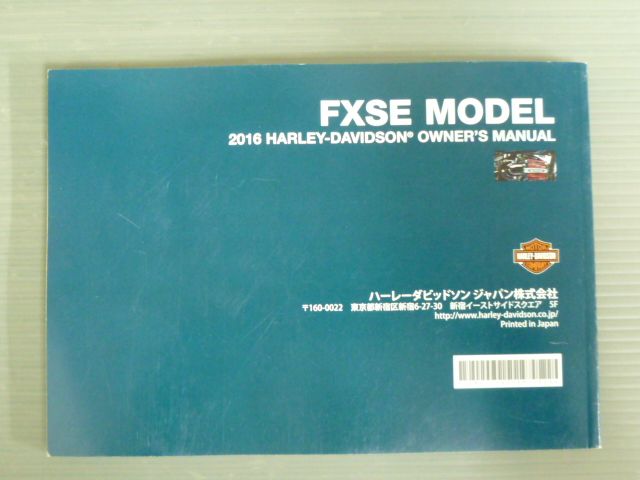 FXSE MODEL
2016 HARLEY-DAVIDSON® OWNER'S MANUAL
MOTOR
HARLEY-DAVIDSON
COMPANY
ハーレーダビッドソン ジャパン株式会社
〒160-0022 東京都新宿区新宿6-27-30 新宿イーストサイドスクエア 5F
http://www.harley-davidson.co.jp/
Printed in Japan